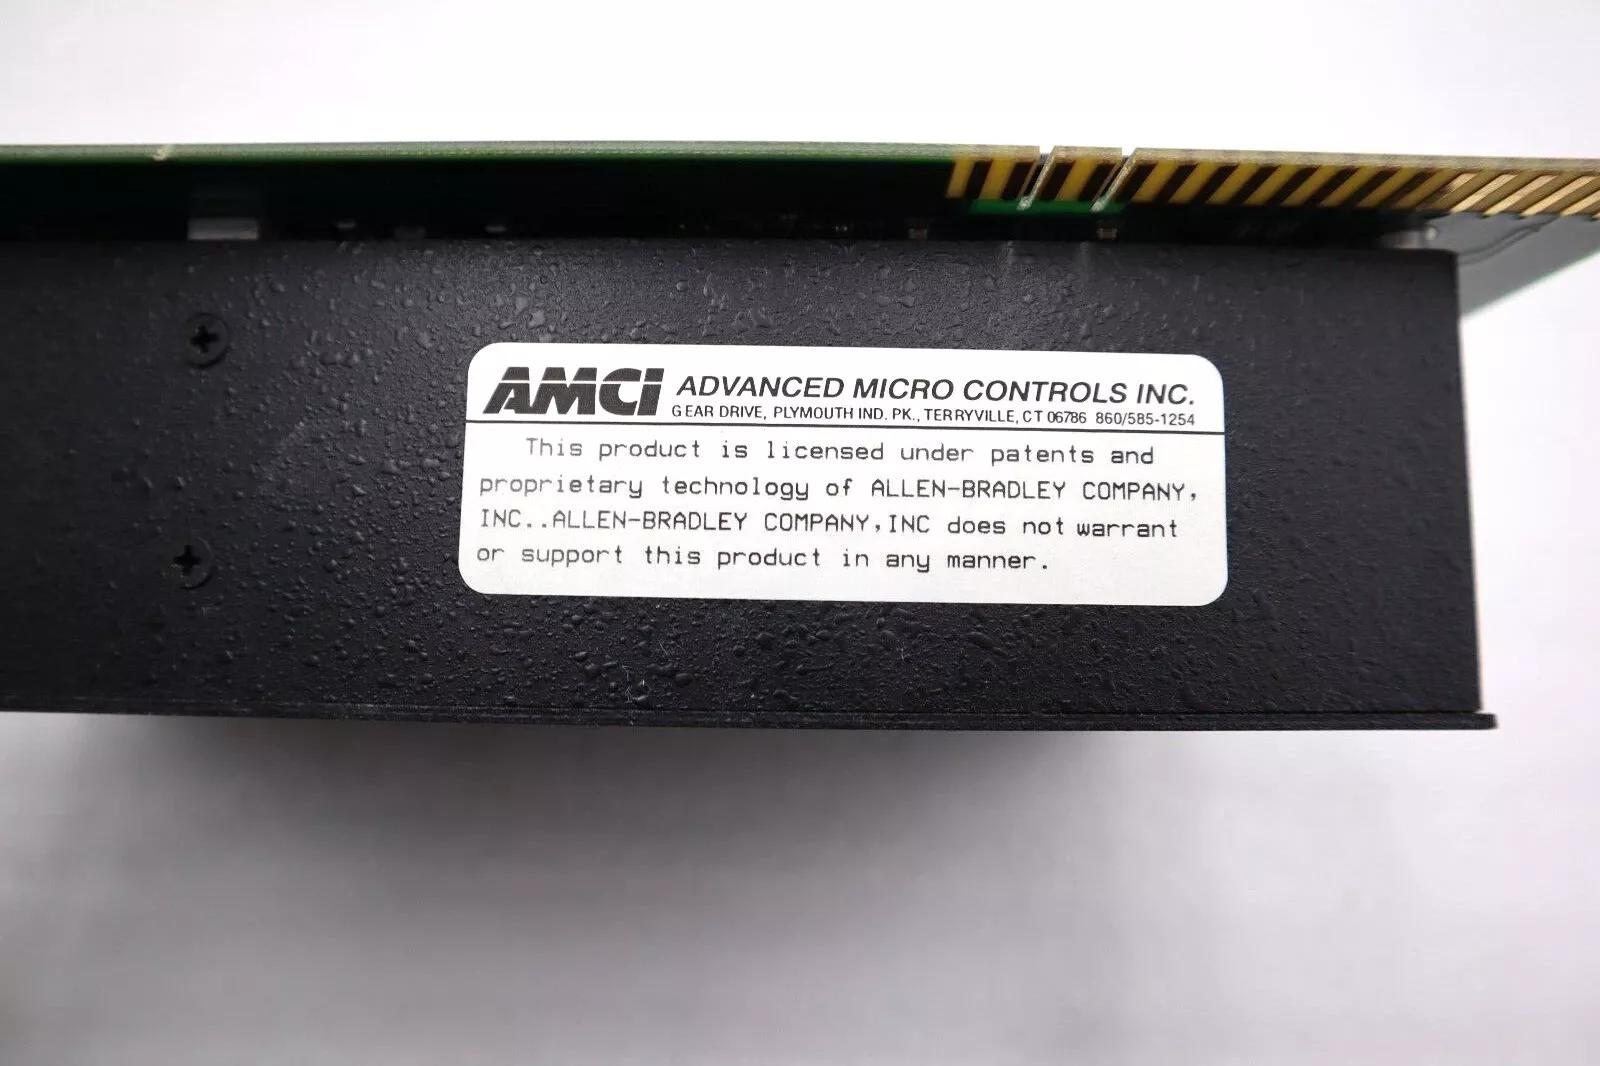 AMCI ADVANCED MICRO CONTROLS INC.
GEAR DRIVE, PLYMOUTH IND. PK., TERRYVILLE, CT 06786 860/585-1254
This product is licensed under patents and
proprietary technology of ALLEN-BRADLEY COMPANY,
INC..ALLEN-BRADLEY COMPANY,INC does not warrant
or support this product in any manner.